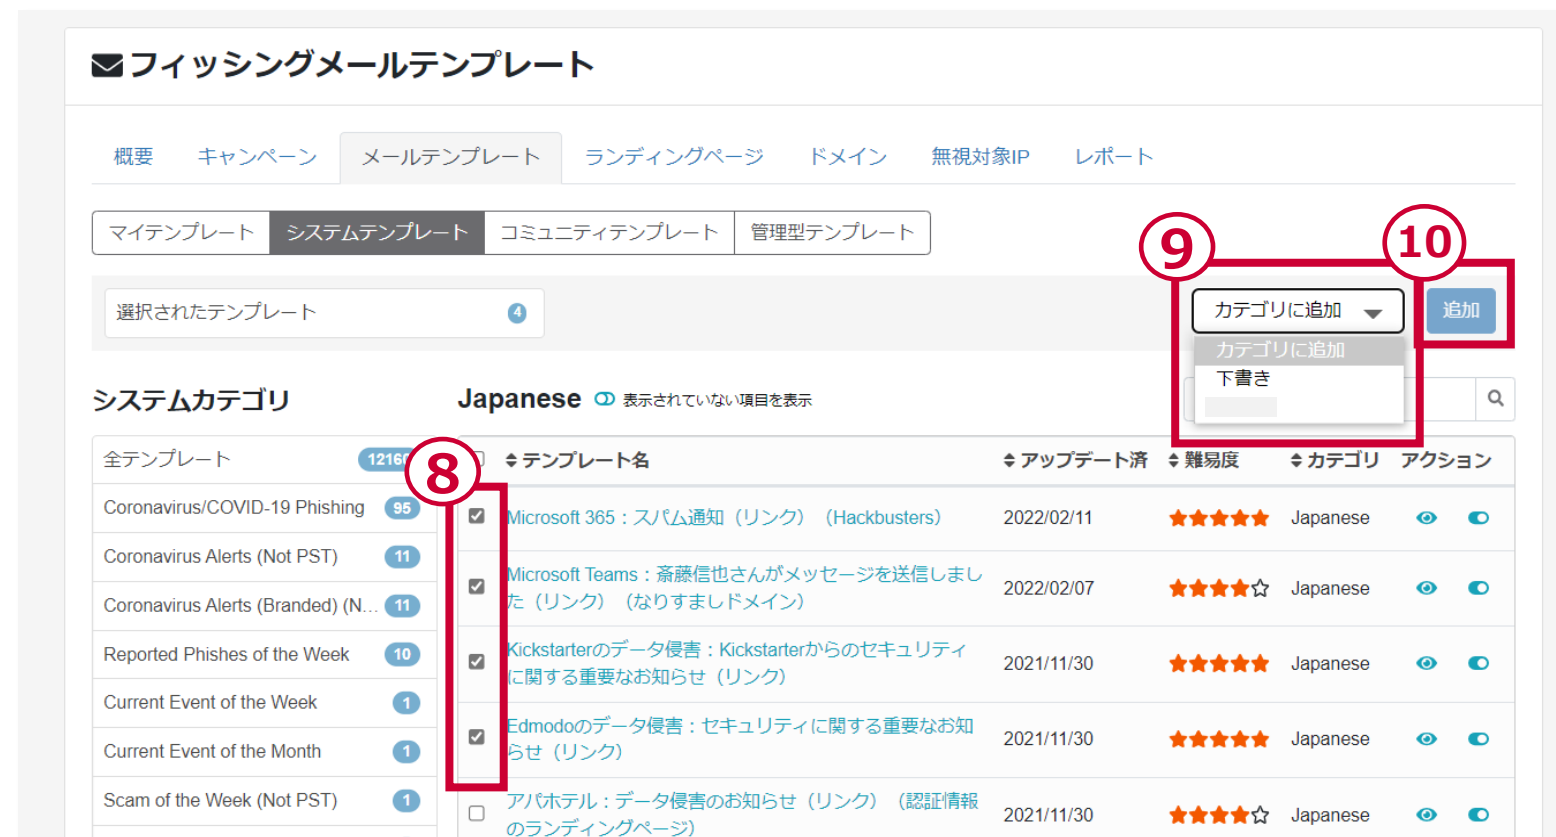 フィッシングメールテンプレート
概要 キャンペーン メールテンプレート ランディングページ ドメイン 無視対象IP レポート
マイテンプレート システムテンプレート コミュニティテンプレート 管理型テンプレート
⑨ ⑩
選択されたテンプレート 4 カテゴリに追加 追加
カテゴリに追加
下書き
システムカテゴリ
Japanese 表示されていない項目を表示
全テンプレート
⑧
テンプレート名 アップデート済 難易度 カテゴリ アクション
Coronavirus/COVID-19 Phishing 95
Coronavirus Alerts (Not PST) 11
Coronavirus Alerts (Branded) (N... 11
Reported Phishes of the Week 10
Current Event of the Week 1
Current Event of the Month 1
Scam of the Week (Not PST) 1
Microsoft 365：スパム通知（リンク）（Hackbusters） 2022/02/11 Japanese
Microsoft Teams：斎藤信也さんがメッセージを送信しまし
た（リンク）（なりすましドメイン） 2022/02/07 Japanese
Kickstarterのデータ侵害：Kickstarterからのセキュリティ
に関する重要なお知らせ（リンク） 2021/11/30 Japanese
Edmodoのデータ侵害：セキュリティに関する重要なお知
らせ（リンク） 2021/11/30 Japanese
アパホテル：データ侵害のお知らせ（リンク）（認証情報
のランディングページ） 2021/11/30 Japanese